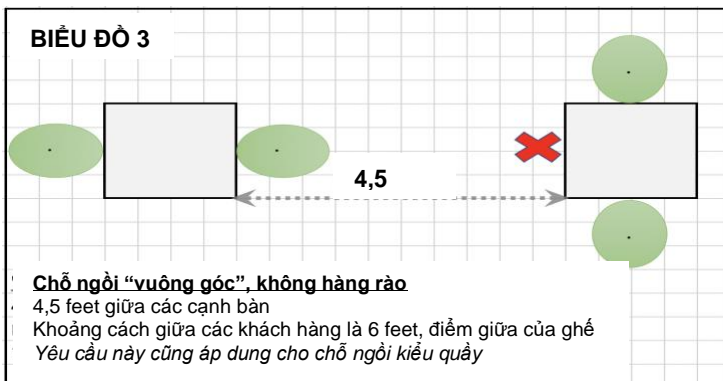 BIỂU ĐỒ 3
4,5
Chỗ ngồi “vuông góc”, không hàng rào
4,5 feet giữa các cạnh bàn
Khoảng cách giữa các khách hàng là 6 feet, điểm giữa của ghế
Yêu cầu này cũng áp dụng cho chỗ ngồi kiểu quầy